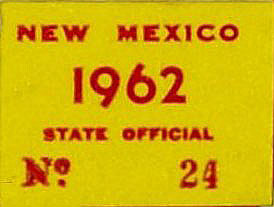 NEW MEXICO
1962
STATE OFFICIAL
Nº 24